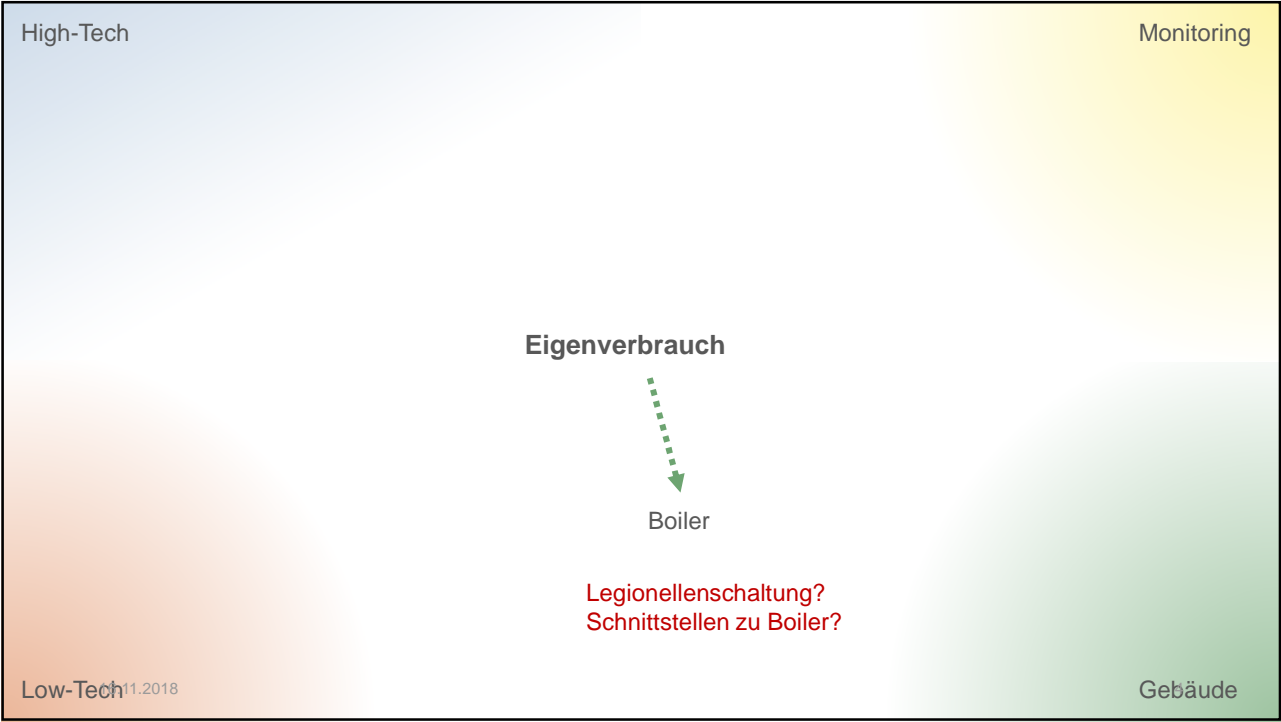 High-Tech
Monitoring
Eigenverbrauch
Boiler
Legionellenschaltung?
Schnittstellen zu Boiler?
Low-Tech
.11.2018
Gebäude